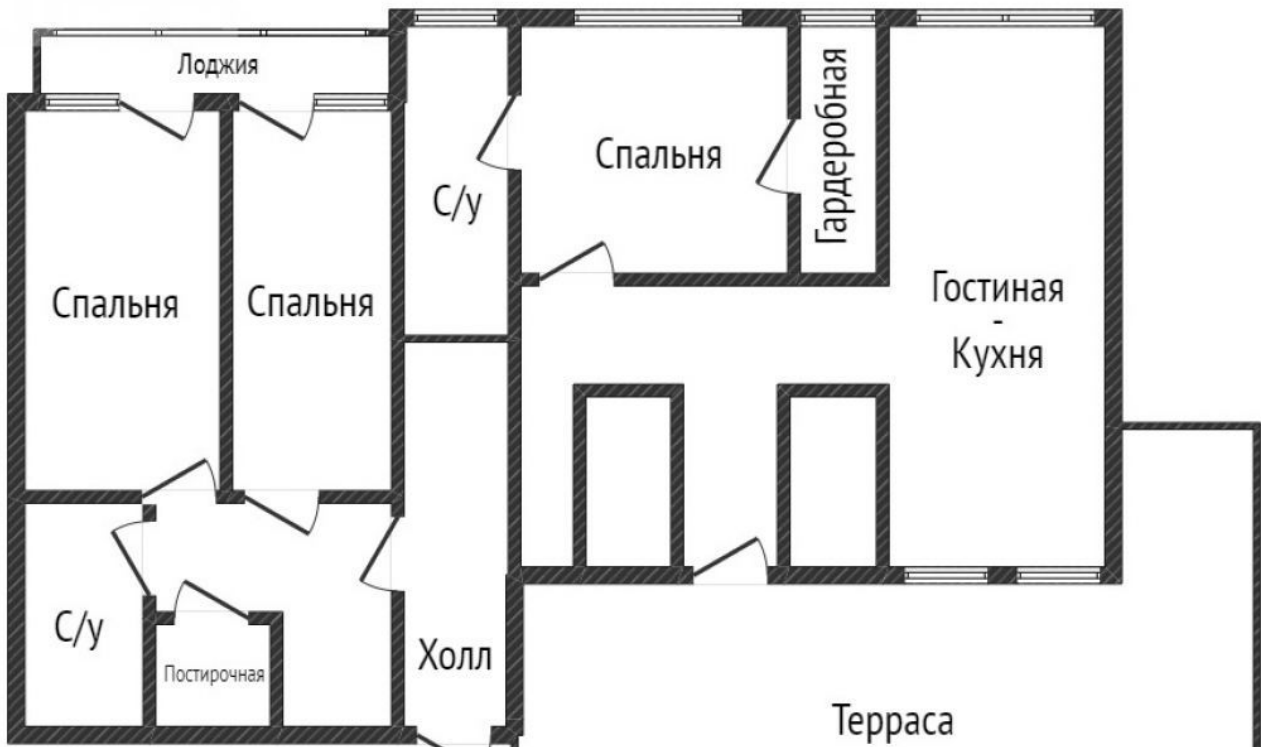 Лоджия
Спальня
Спальня
С/у
Спальня
Гардеробная
Гостиная
-
Кухня
С/у
Постирочная
Холл
Терраса